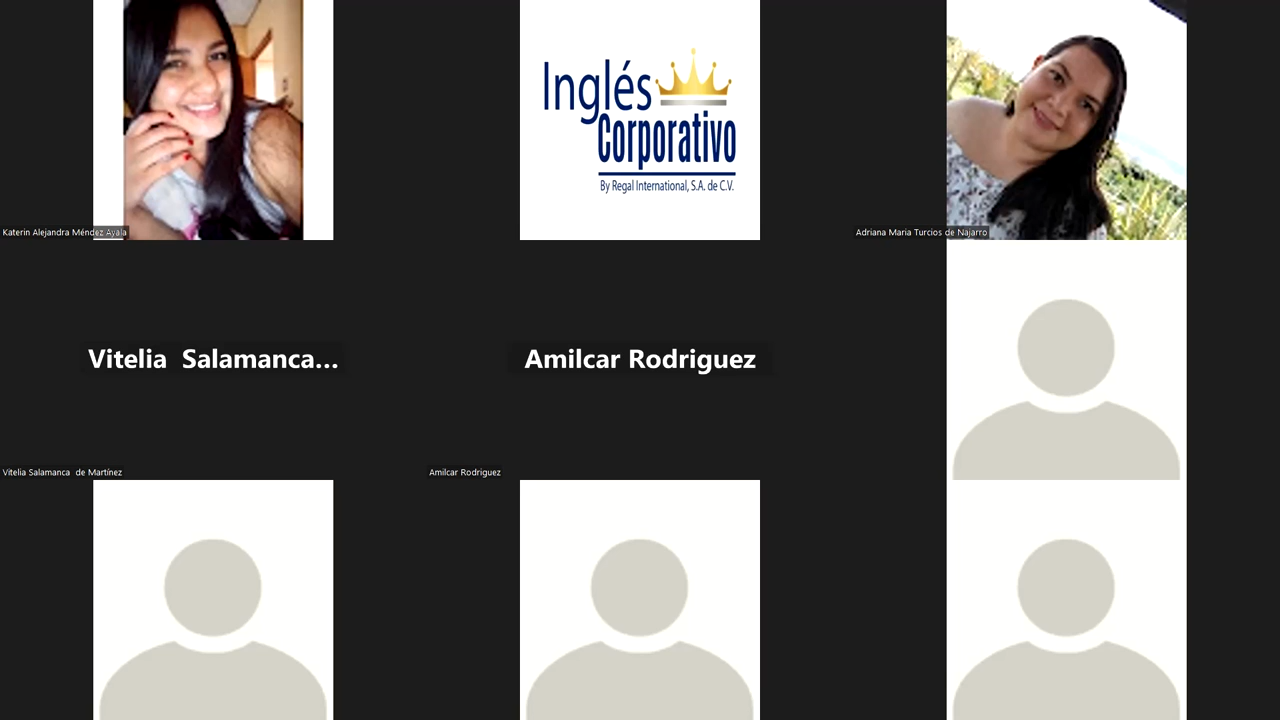 Inglés
Corporativo
By Regal International, S.A. de C.V.
Katerin Alejandra Méndez Ayala
Adriana Maria Turcios de Najarro
Vitelia Salamanca...
Amilcar Rodriguez
Vitelia Salamanca de Martínez
Amilcar Rodriguez